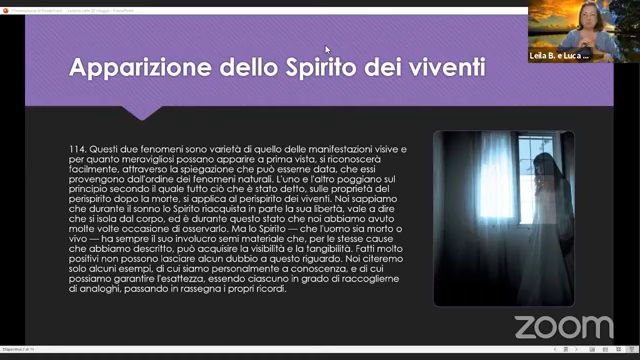 Apparizione dello Spirito dei viventi
Leila B. e Luca ...
114. Questi due fenomeni sono varietà di quello delle manifestazioni visive e
per quanto meravigliosi possano apparire a prima vista, si riconoscerà
facilmente, attraverso la spiegazione che può esserne data, che essi
provengono dall'ordine dei fenomeni naturali. L'uno e l'altro poggiano sul
principio secondo il quale tutto ciò che è stato detto, sulle proprietà del
perispirito dopo la morte, si applica al perispirito dei viventi. Noi sappiamo
che durante il sonno lo Spirito riacquista in parte la sua libertà, vale a dire
che si isola dal corpo, ed è durante questo stato che noi abbiamo avuto
molte volte occasione di osservarlo. Ma lo Spirito — che l'uomo sia morto o
vivo — ha sempre il suo involucro semi materiale che, per le stesse cause
che abbiamo descritto, può acquisire la visibilità e la tangibilità. Fatti molto
positivi non possono lasciare alcun dubbio a questo riguardo. Noi citeremo
solo alcuni esempi, di cui siamo personalmente a conoscenza, e di cui
possiamo garantire l'esattezza, essendo ciascuno in grado di raccoglierne
di analoghi, passando in rassegna i propri ricordi.
zoom